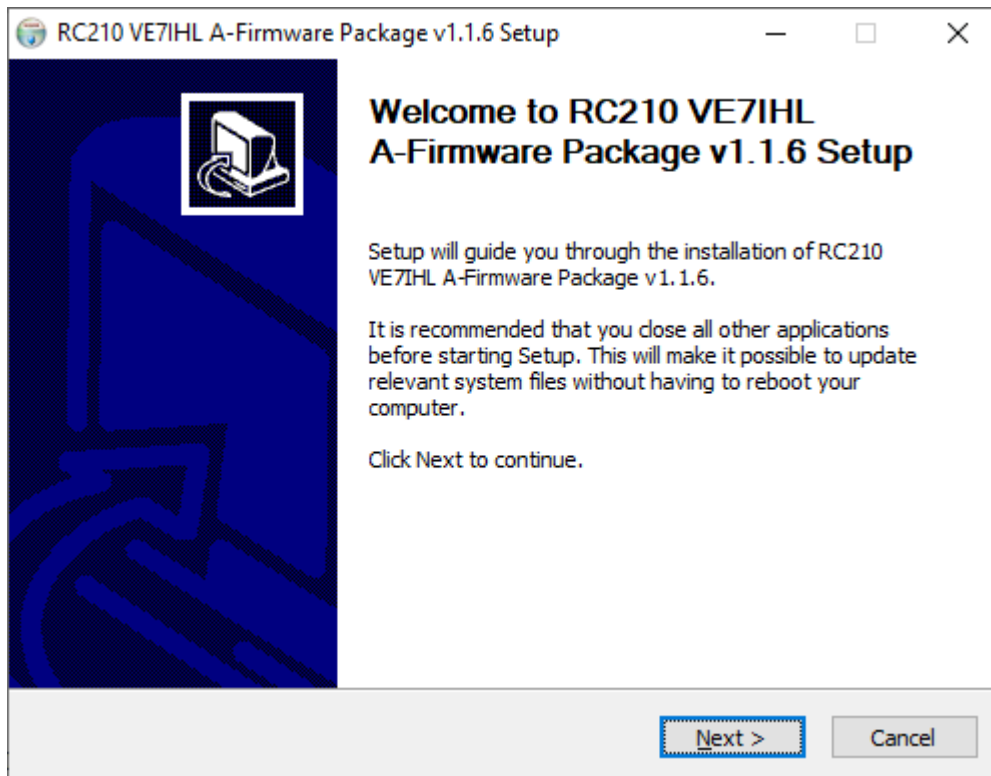 RC210 VE7IHL A-Firmware Package v1.1.6 Setup
Welcome to RC210 VE7IHL
A-Firmware Package v1.1.6 Setup
Setup will guide you through the installation of RC210
VE7IHL A-Firmware Package v1.1.6.
It is recommended that you close all other applications
before starting Setup. This will make it possible to update
relevant system files without having to reboot your
computer.
Click Next to continue.
Next >
Cancel